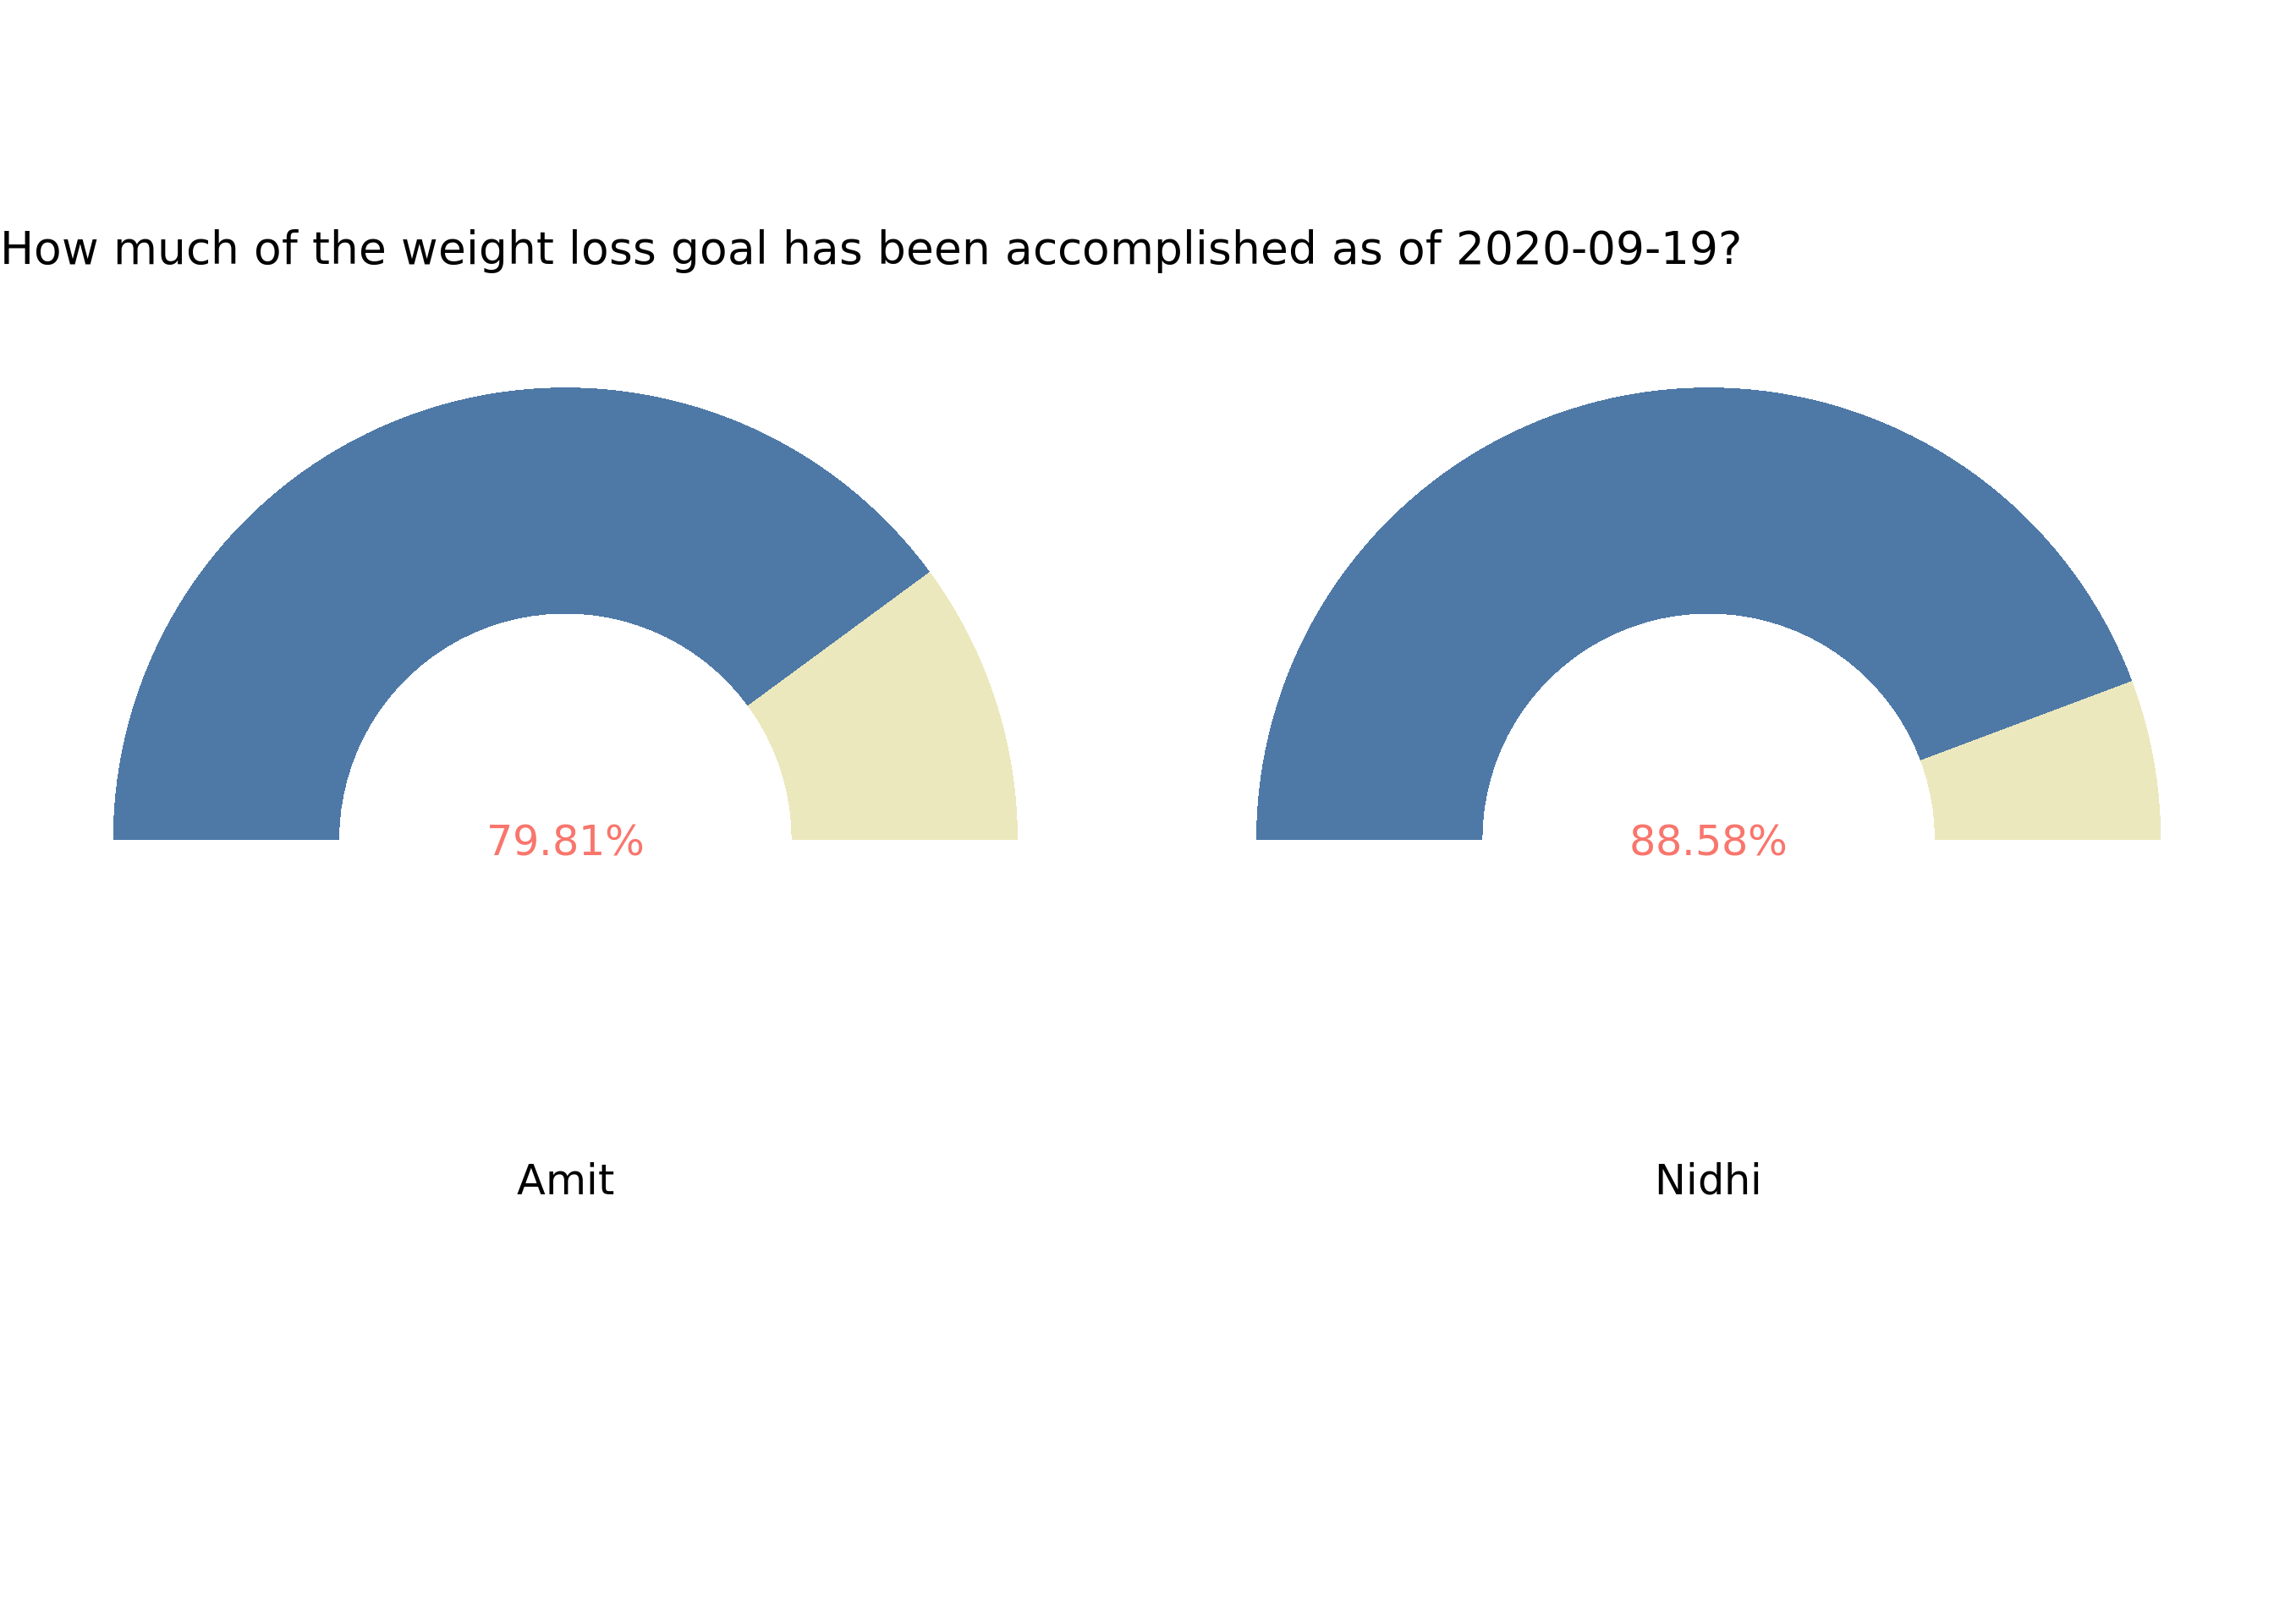 How much of the weight loss goal has been accomplished as of 2020-09-19?
79.81%
88.58%
Amit
Nidhi